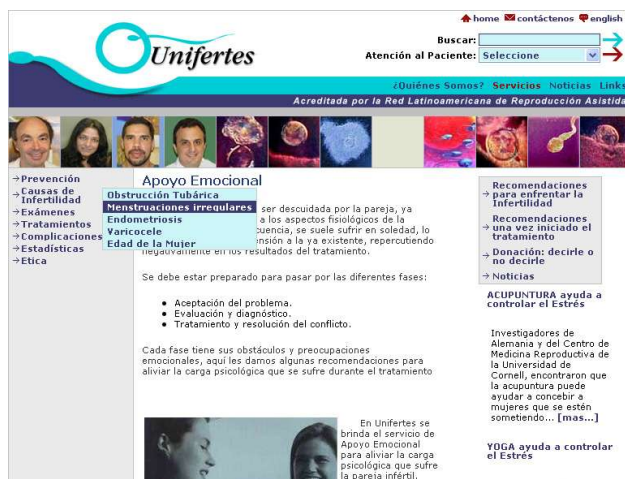 home contáctenos english
Buscar:
Atención al Paciente: Seleccione
Unifertes
¿Quiénes Somos? Servicios Noticias Links
Acreditada por la Red Latinoamericana de Reproducción Asistida
Prevención
Causas de
Infertilidad
Exámenes
Tratamientos
Complicaciones
Estadísticas
Etica
Obstrucción Tubárica
Menstruaciones irregulares
Endometriosis
Varicocele
Edad de la Mujer
Apoyo Emocional
ser descuidada por la pareja, ya
a los aspectos fisiológicos de la
cuencia, se suele sufrir en soledad, lo
ensión a la ya existente, repercutiendo
negativamente en los resultados del tratamiento.
Se debe estar preparado para pasar por las diferentes fases:
Aceptación del problema.
Evaluación y diagnóstico.
Tratamiento y resolución del conflicto.
Cada fase tiene sus obstáculos y preocupaciones
emocionales, aquí les damos algunas recomendaciones para
aliviar la carga psicológica que se sufre durante el tratamiento
En Unifertes se
brinda el servicio de
Apoyo Emocional
para aliviar la carga
psicológica que sufre
la pareja infértil.
Recomendaciones
para enfrentar la
Infertilidad
Recomendaciones
una vez iniciado el
tratamiento
Donación: decirle o
no decirle
Noticias
ACUPUNTURA ayuda a
controlar el Estrés
Investigadores de
Alemania y del Centro de
Medicina Reproductiva de
la Universidad de
Cornell, encontraron que
la acupuntura puede
ayudar a concebir a
mujeres que se estén
sometiendo... [mas...]
YOGA ayuda a controlar
el Estrés